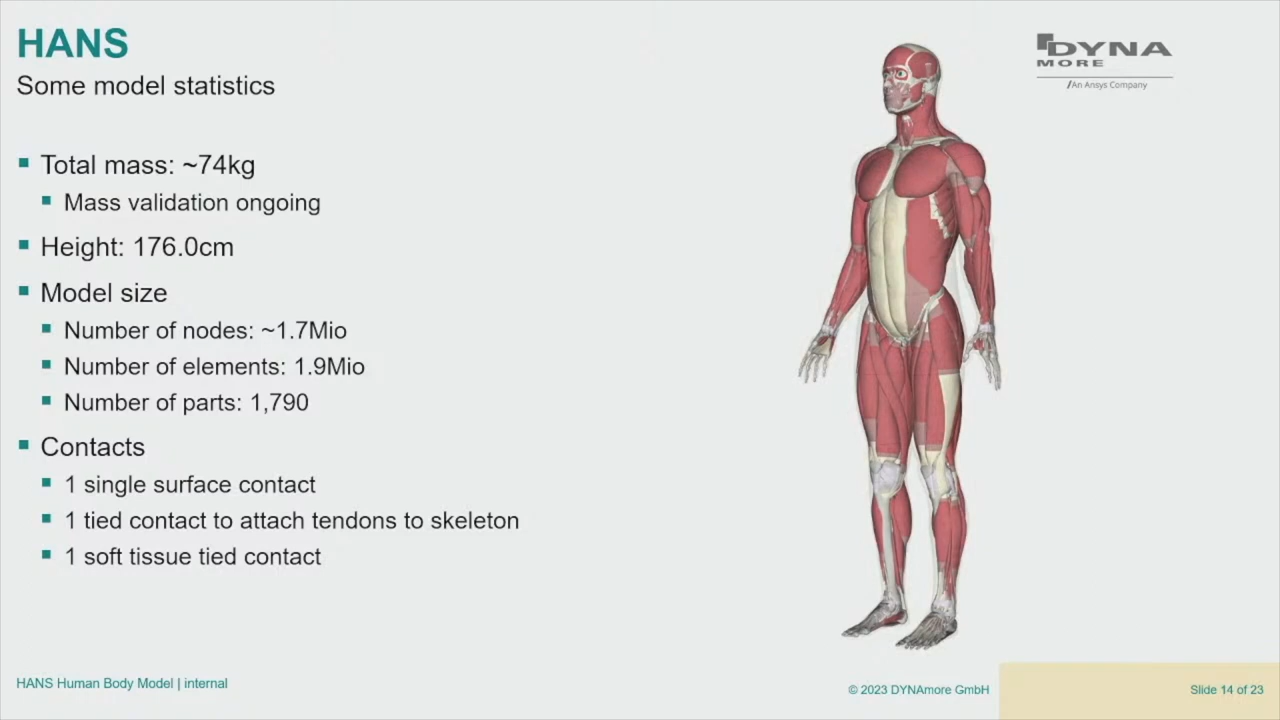 HANS
Some model statistics
DYNA
MORE
/An Ansys Company
▪ Total mass: ~74kg
▪ Mass validation ongoing
▪ Height: 176.0cm
▪ Model size
▪ Number of nodes: ~1.7Mio
▪ Number of elements: 1.9Mio
▪ Number of parts: 1,790
▪ Contacts
▪ 1 single surface contact
▪ 1 tied contact to attach tendons to skeleton
▪ 1 soft tissue tied contact
HANS Human Body Model | internal
© 2023 DYNAmore GmbH
Slide 14 of 23